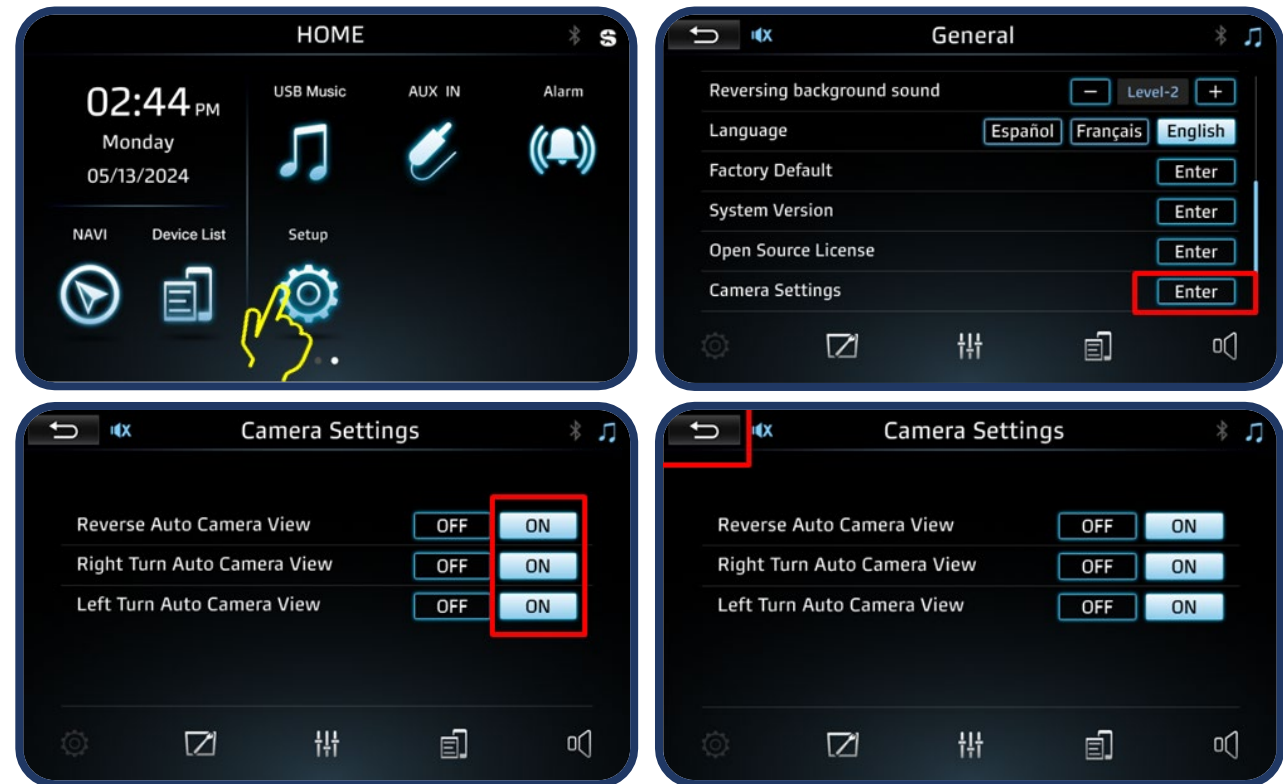 HOME
S
02:44 PM
Monday
05/13/2024
USB Music
AUX IN
Alarm
NAVI
Device List
Setup
General
Reversing background sound
- Level-2 +
Language
Español Français English
Factory Default
Enter
System Version
Enter
Open Source License
Enter
Camera Settings
Enter
Camera Settings
Reverse Auto Camera View
OFF ON
Right Turn Auto Camera View
OFF ON
Left Turn Auto Camera View
OFF ON
Camera Settings
Reverse Auto Camera View
OFF ON
Right Turn Auto Camera View
OFF ON
Left Turn Auto Camera View
OFF ON